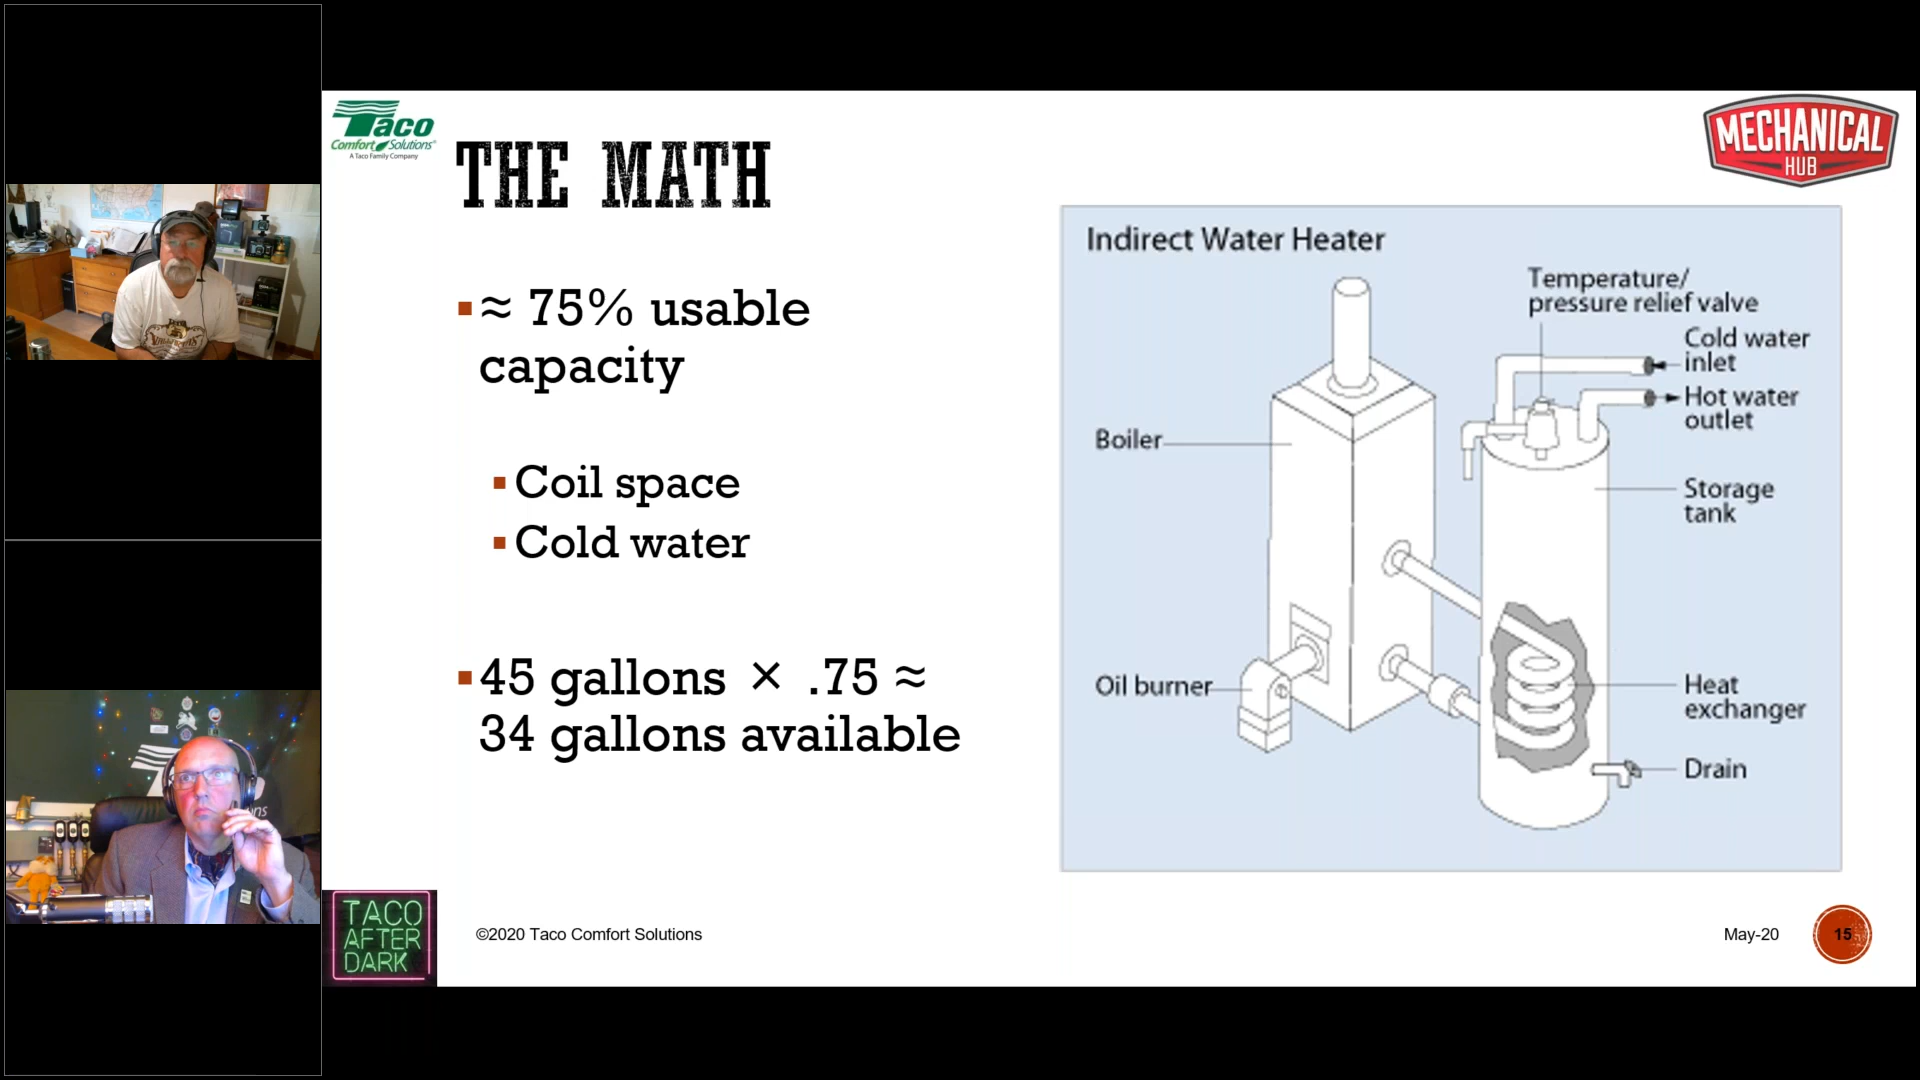 Taco
Comfort Solutions®
A Taco Family Company
THE MATH
MECHANICAL
HUB
≈ 75% usable
capacity
Coil space
Cold water
45 gallons × .75 ≈
34 gallons available
Indirect Water Heater
Temperature/
pressure relief valve
Cold water
inlet
Hot water
outlet
Boiler
Storage
tank
Oil burner
Heat
exchanger
Drain
TACO
AFTER
DARK
©2020 Taco Comfort Solutions
May-20
15